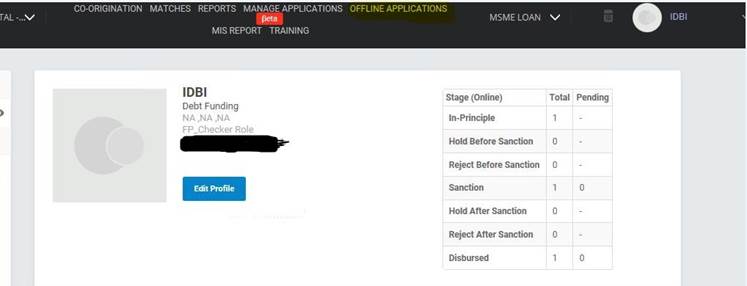 CO-ORIGINATION MATCHES REPORTS MANAGE APPLICATIONS OFFLINE APPLICATIONS
TAL -... MSME LOAN IDBI
βeta
MIS REPORT TRAINING
IDBI
Debt Funding
NA ,NA ,NA
FP_Checker Role
Edit Profile
Stage (Online) Total Pending
In-Principle 1 -
Hold Before Sanction 0 -
Reject Before Sanction 0 -
Sanction 1 0
Hold After Sanction 0 -
Reject After Sanction 0 -
Disbursed 1 0